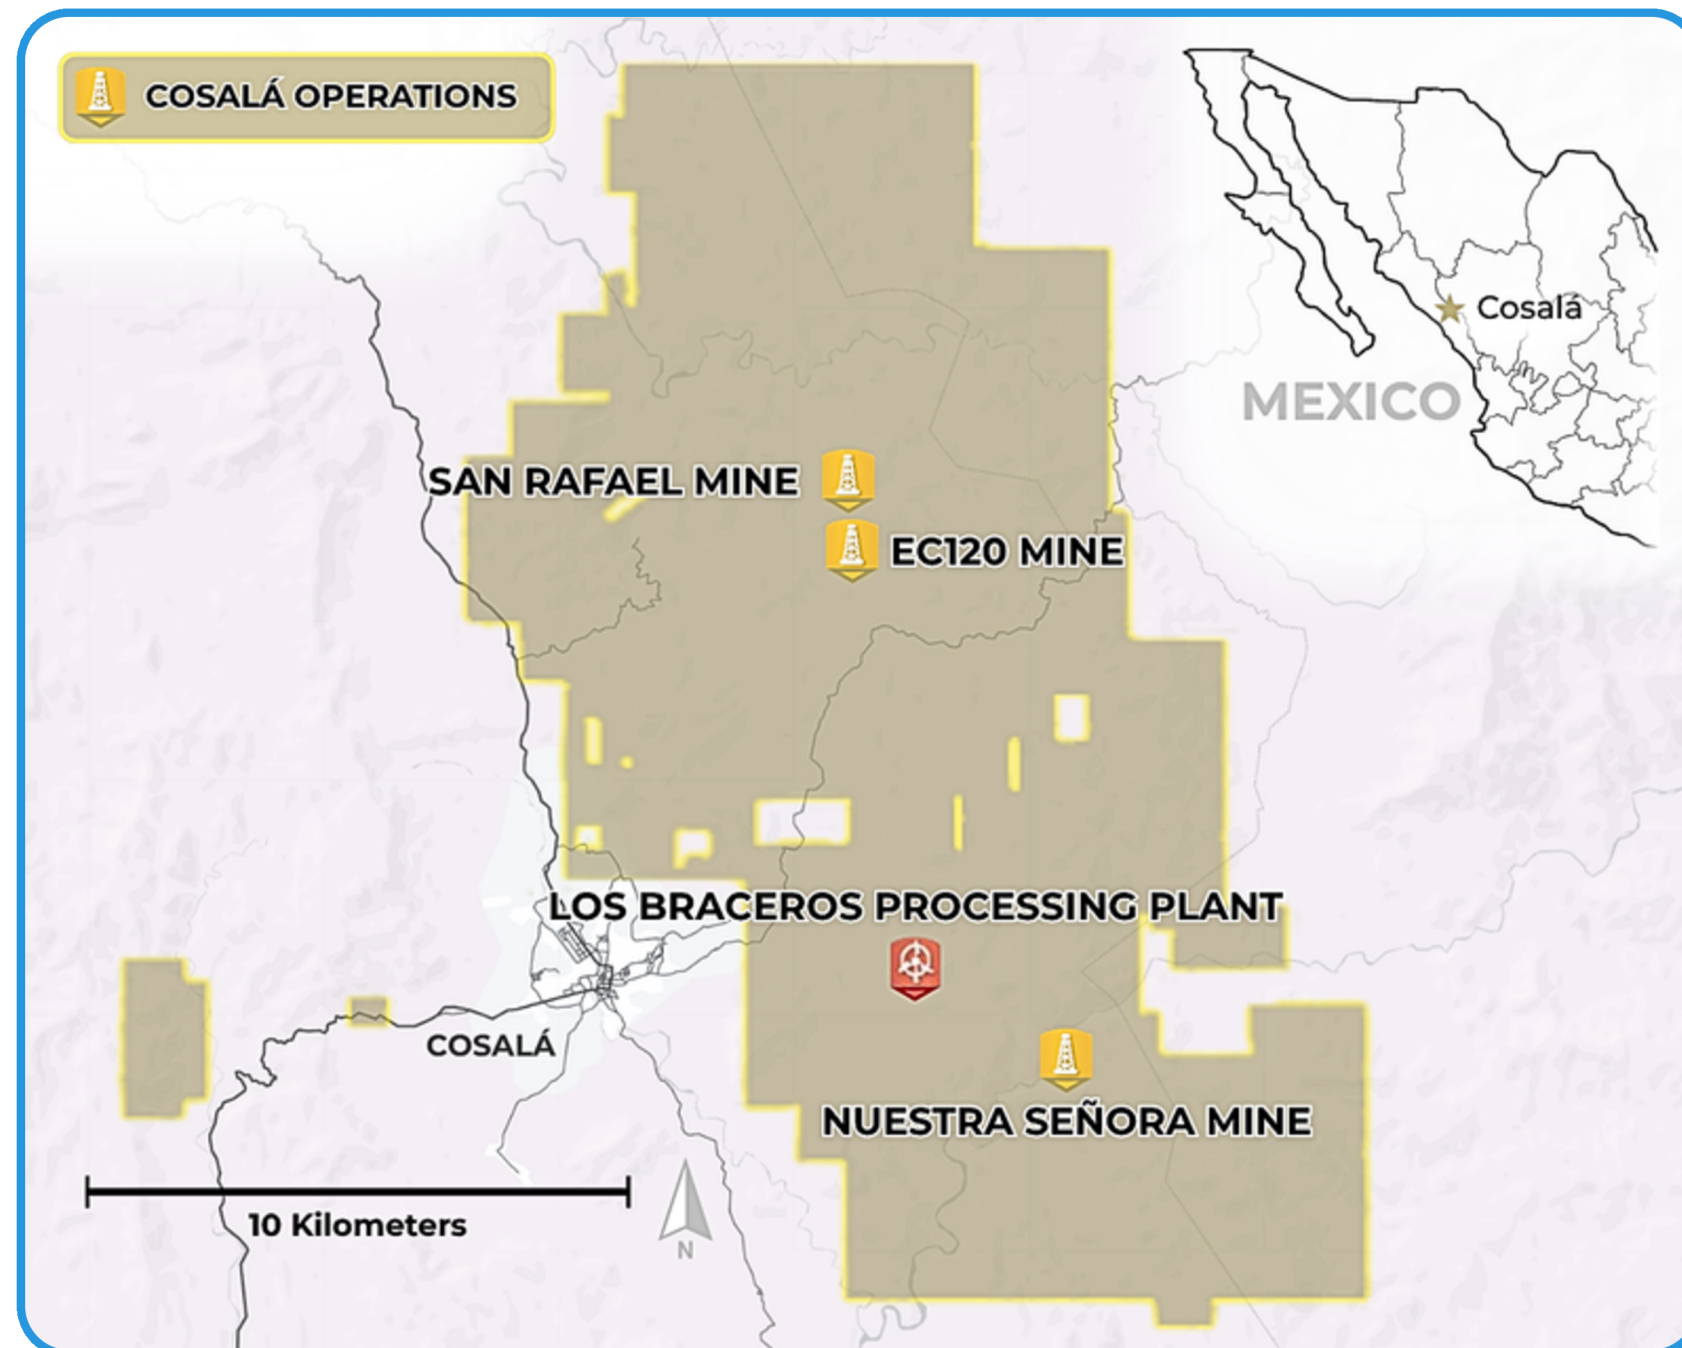 COSALÁ OPERATIONS
Cosalá
MEXICO
SAN RAFAEL MINE
EC120 MINE
LOS BRACEROS PROCESSING PLANT
COSALÁ
NUESTRA SEÑORA MINE
10 Kilometers
N